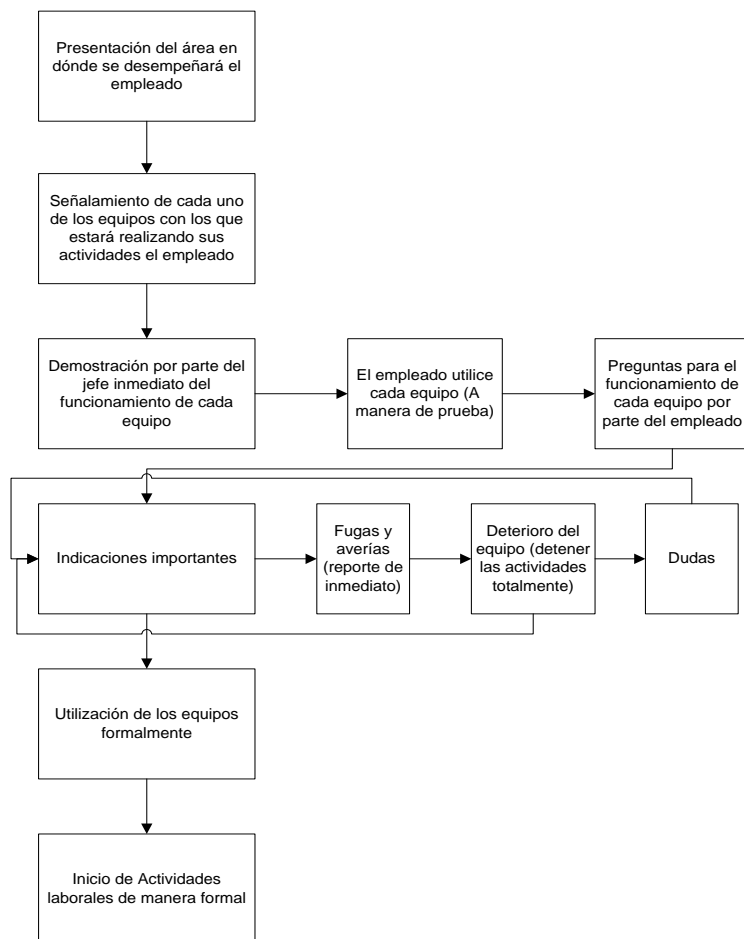 Presentación del área en
dónde se desempeñará el
empleado
Señalamiento de cada uno
de los equipos con los que
estará realizando sus
actividades el empleado
Demostración por parte del
jefe inmediato del
funcionamiento de cada
equipo
El empleado utilice
cada equipo (A
manera de prueba)
Preguntas para el
funcionamiento de
cada equipo por
parte del empleado
Indicaciones importantes
Fugas y
averías
(reporte de
inmediato)
Deterioro del
equipo (detener
las actividades
totalmente)
Dudas
Utilización de los equipos
formalmente
Inicio de Actividades
laborales de manera formal